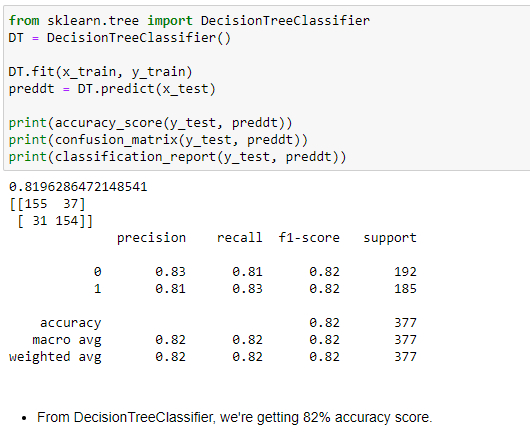 from sklearn.tree import DecisionTreeClassifier
DT = DecisionTreeClassifier()
DT.fit(x_train, y_train)
preddt = DT.predict(x_test)
print(accuracy_score(y_test, preddt))
print(confusion_matrix(y_test, preddt))
print(classification_report(y_test, preddt))
0.8196286472148541
[[155  37]
 [ 31 154]]
              precision    recall  f1-score   support
           0       0.83      0.81      0.82       192
           1       0.81      0.83      0.82       185
    accuracy                           0.82       377
   macro avg       0.82      0.82      0.82       377
weighted avg       0.82      0.82      0.82       377
• From DecisionTreeClassifier, we're getting 82% accuracy score.